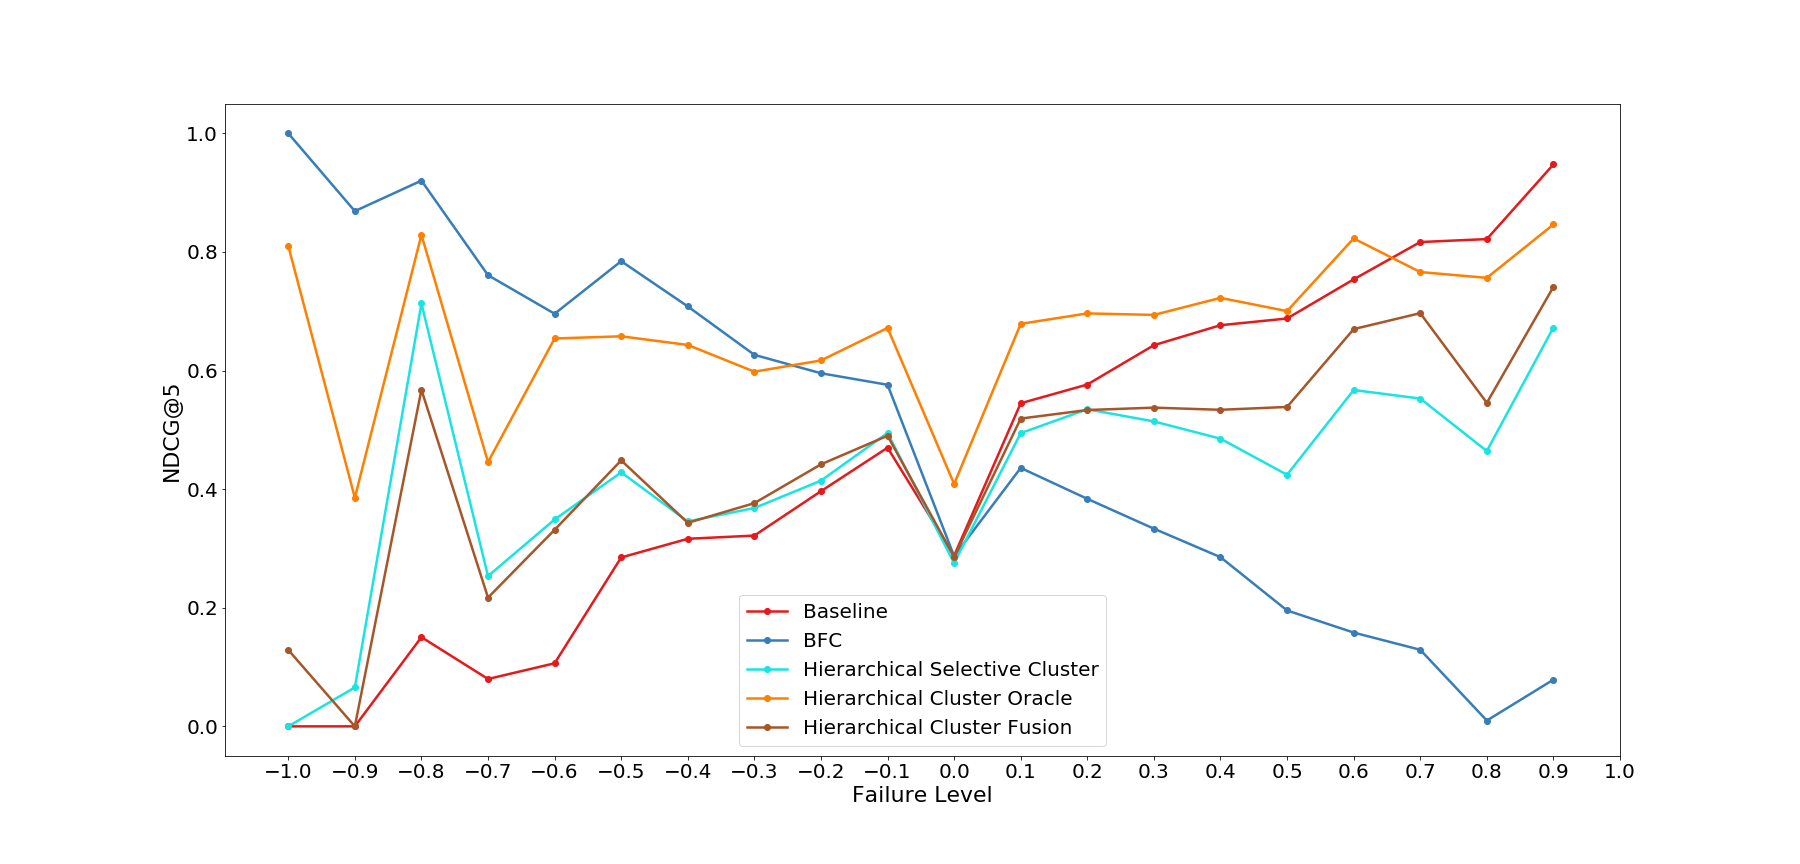 1.0
0.8
0.6
0.4
0.2
0.0
NDCG@5
Baseline
BFC
Hierarchical Selective Cluster
Hierarchical Cluster Oracle
Hierarchical Cluster Fusion
−1.0 −0.9 −0.8 −0.7 −0.6 −0.5 −0.4 −0.3 −0.2 −0.1 0.0 0.1 0.2 0.3 0.4 0.5 0.6 0.7 0.8 0.9 1.0
Failure Level